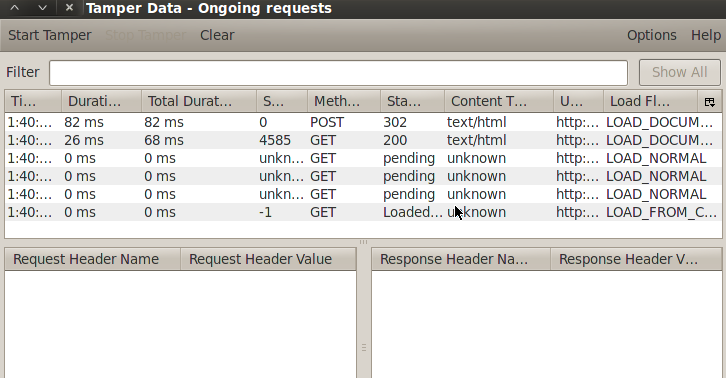 Tamper Data - Ongoing requests
Start Tamper Stop Tamper Clear Options Help
Filter Show All
Ti... Durati... Total Durat... S... Meth... Sta... Content T... U... Load Fl...
1:40:... 82 ms 82 ms 0 POST 302 text/html http:... LOAD_DOCUM...
1:40:... 26 ms 68 ms 4585 GET 200 text/html http:... LOAD_DOCUM...
1:40:... 0 ms 0 ms unkn... GET pending unknown http:... LOAD_NORMAL
1:40:... 0 ms 0 ms unkn... GET pending unknown http:... LOAD_NORMAL
1:40:... 0 ms 0 ms unkn... GET pending unknown http:... LOAD_NORMAL
1:40:... 0 ms 0 ms -1 GET Loaded... unknown http:... LOAD_FROM_C...
Request Header Name Request Header Value Response Header Na... Response Header V...